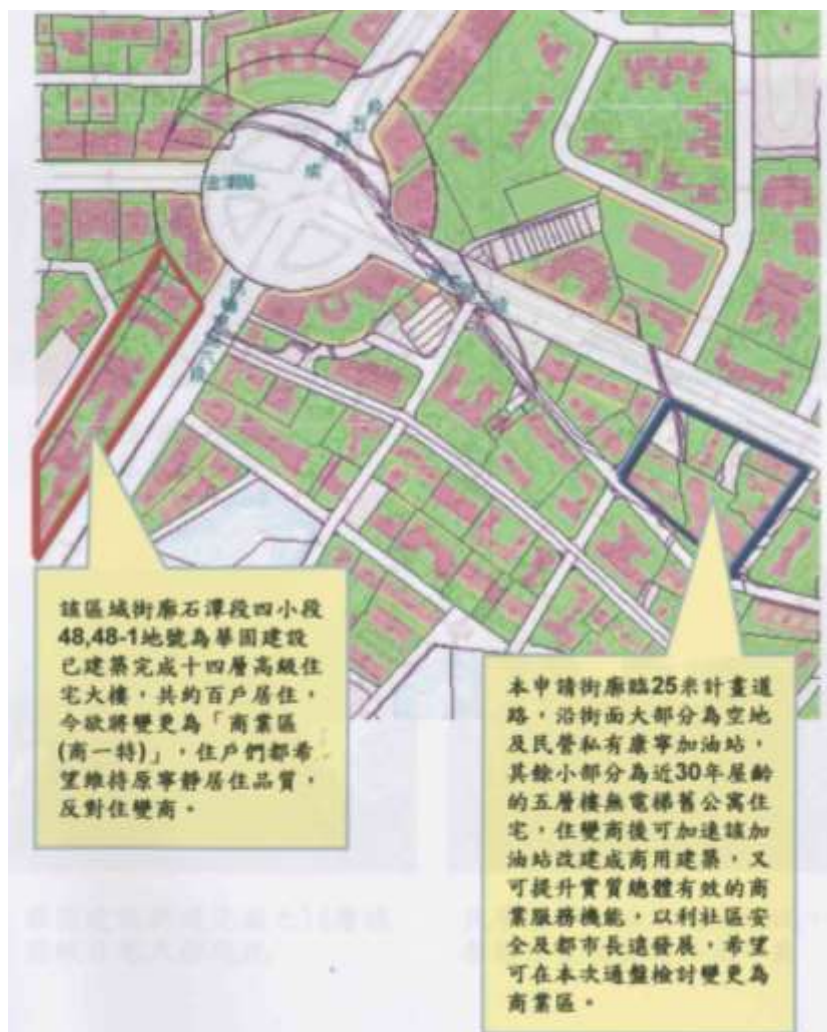 該區域街廓石潭段四小段
48,48-1地號為華固建設
已建築完成十四層高級住
宅大樓，共約百戶居住，
今欲將變更為「商業區
(商一特)」，住戶們都希
望維持原寧靜居住品質，
反對住變商。
本申請街廓臨25米計畫道
路，沿街面大部分為空地
及民營私有康寧加油站，
其餘小部分為近30年屋齡
的五層樓無電梯舊公寓住
宅，住變商後可加速該加
油站改建成商用建築，又
可提升實質總體有效的商
業服務機能，以利社區安
全及都市長遠發展，希望
可在本次通盤檢討變更為
商業區。